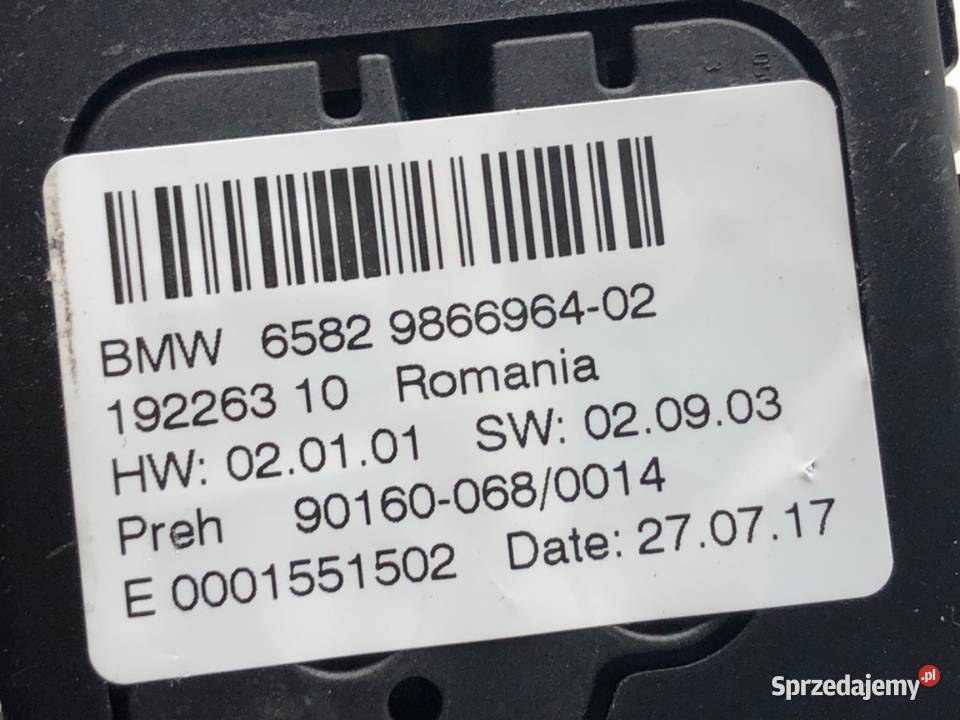 BMW 6582 9866964-02
192263 10 Romania
HW: 02.01.01 SW: 02.09.03
Preh 90160-068/0014
E 0001551502 Date: 27.07.17
Sprzedajemy.pl